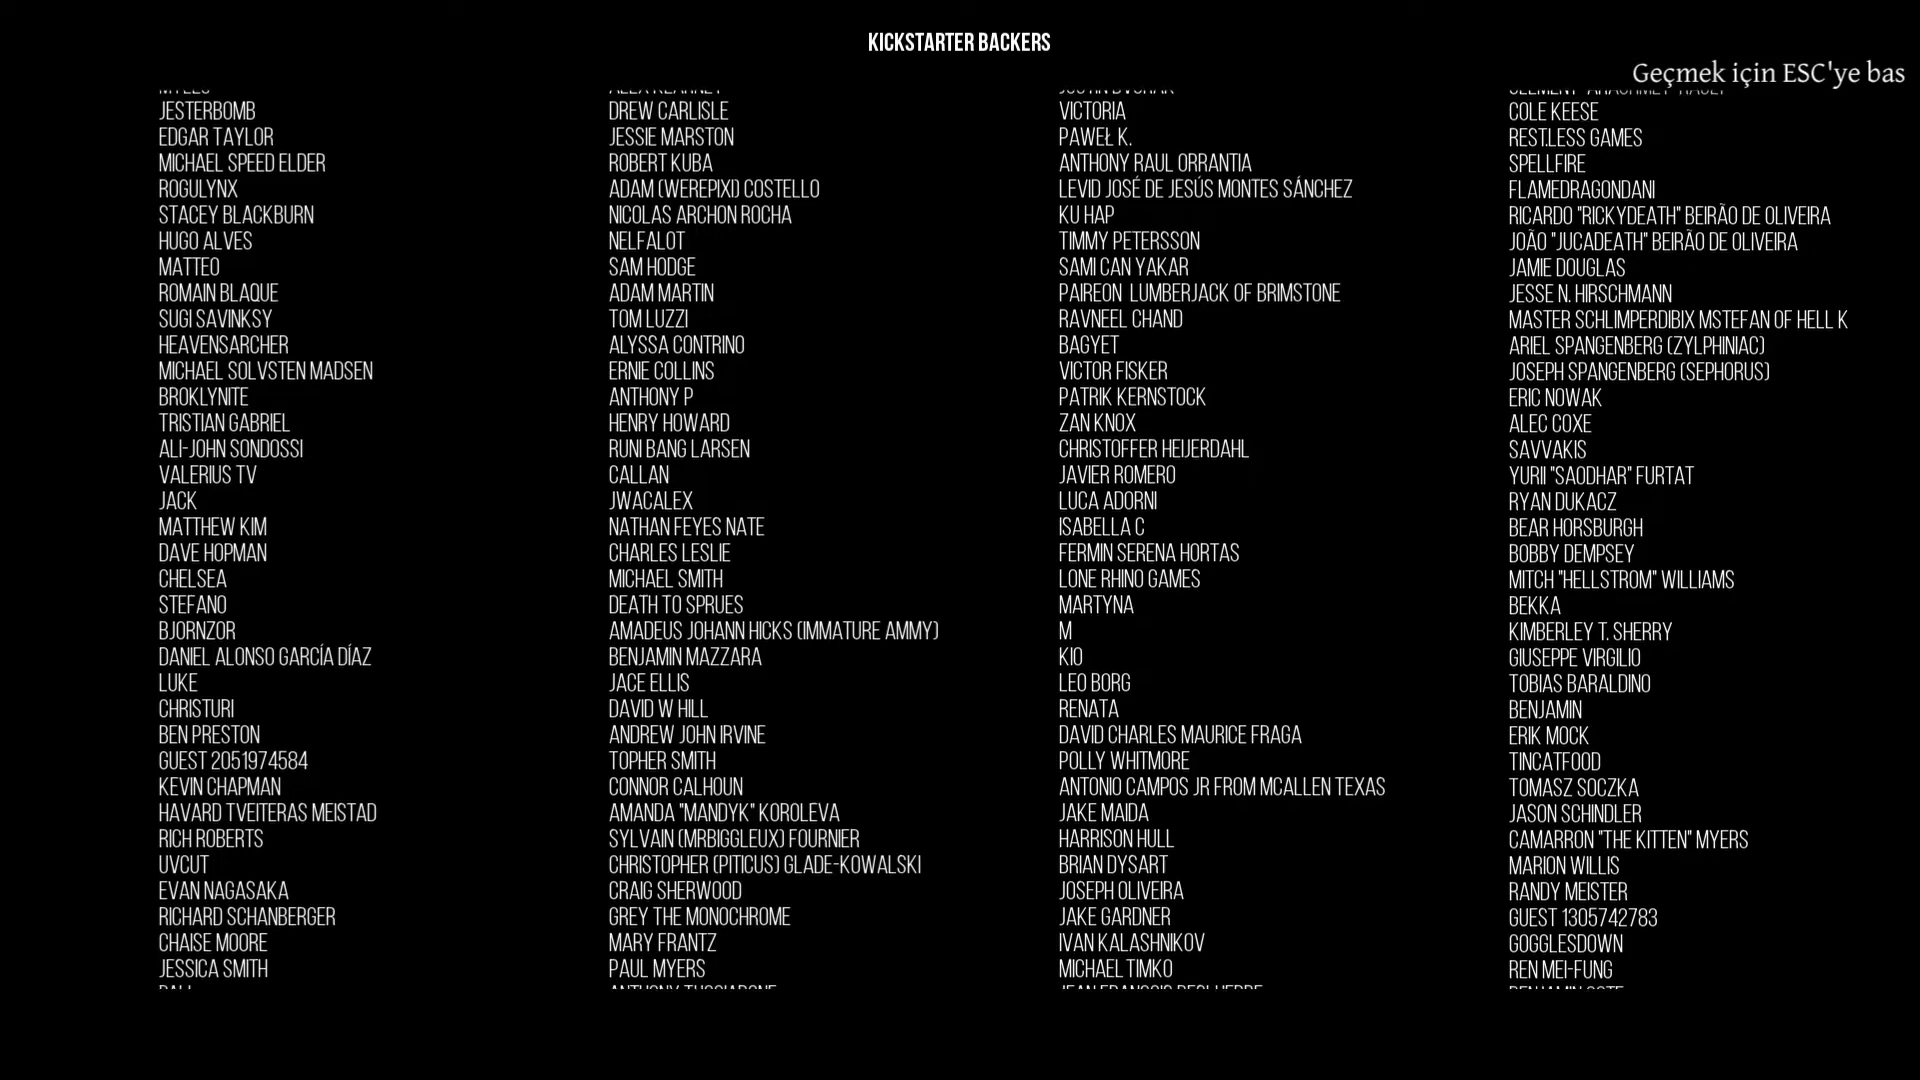 KICKSTARTER BACKERS
Geçmek için ESC'ye bas
JESTERBOMB
EDGAR TAYLOR
MICHAEL SPEED ELDER
ROGULYNX
STACEY BLACKBURN
HUGO ALVES
MATTEO
ROMAIN BLAQUE
SUGI SAVINKSY
HEAVENSARCHER
MICHAEL SOLVSTEN MADSEN
BROKLYNITE
TRISTIAN GABRIEL
ALI-JOHN SONDOSSI
VALERIUS TV
JACK
MATTHEW KIM
DAVE HOPMAN
CHELSEA
STEFANO
BJORNZOR
DANIEL ALONSO GARCÍA DÍAZ
LUKE
CHRISTURI
BEN PRESTON
GUEST 2051974584
KEVIN CHAPMAN
HAVARD TVEITERAS MEISTAD
RICH ROBERTS
UVCUT
EVAN NAGASAKA
RICHARD SCHANBERGER
CHAISE MOORE
JESSICA SMITH
DREW CARLISLE
JESSIE MARSTON
ROBERT KUBA
ADAM (WEREPIXI) COSTELLO
NICOLAS ARCHON ROCHA
NELFALOT
SAM HODGE
ADAM MARTIN
TOM LUZZI
ALYSSA CONTRINO
ERNIE COLLINS
ANTHONY P
HENRY HOWARD
RUNI BANG LARSEN
CALLAN
JWACALEX
NATHAN FEYES NATE
CHARLES LESLIE
MICHAEL SMITH
DEATH TO SPRUES
AMADEUS JOHANN HICKS (IMMATURE AMMY)
BENJAMIN MAZZARA
JACE ELLIS
DAVID W HILL
ANDREW JOHN IRVINE
TOPHER SMITH
CONNOR CALHOUN
AMANDA "MANDYK" KOROLEVA
SYLVAIN (MRBIGGLEUX) FOURNIER
CHRISTOPHER (PITICUS) GLADE-KOWALSKI
CRAIG SHERWOOD
GREY THE MONOCHROME
MARY FRANTZ
PAUL MYERS
VICTORIA
PAWEŁ K.
ANTHONY RAUL ORRANTIA
LEVID JOSÉ DE JESÚS MONTES SÁNCHEZ
KU HAP
TIMMY PETERSSON
SAMI CAN YAKAR
PAIREON  LUMBERJACK OF BRIMSTONE
RAVNEEL CHAND
BAGYET
VICTOR FISKER
PATRIK KERNSTOCK
ZAN KNOX
CHRISTOFFER HEIJERDAHL
JAVIER ROMERO
LUCA ADORNI
ISABELLA C
FERMIN SERENA HORTAS
LONE RHINO GAMES
MARTYNA
M
KIO
LEO BORG
RENATA
DAVID CHARLES MAURICE FRAGA
POLLY WHITMORE
ANTONIO CAMPOS JR FROM MCALLEN TEXAS
JAKE MAIDA
HARRISON HULL
BRIAN DYSART
JOSEPH OLIVEIRA
JAKE GARDNER
IVAN KALASHNIKOV
MICHAEL TIMKO
COLE KEESE
REST.LESS GAMES
SPELLFIRE
FLAMEDRAGONDANI
RICARDO "RICKYDEATH" BEIRÃO DE OLIVEIRA
JOÃO "JUCADEATH" BEIRÃO DE OLIVEIRA
JAMIE DOUGLAS
JESSE N. HIRSCHMANN
MASTER SCHLIMPERDIBIX MSTEFAN OF HELL K
ARIEL SPANGENBERG (ZYLPHINIAC)
JOSEPH SPANGENBERG (SEPHORUS)
ERIC NOWAK
ALEC COXE
SAVVAKIS
YURII "SAODHAR" FURTAT
RYAN DUKACZ
BEAR HORSBURGH
BOBBY DEMPSEY
MITCH "HELLSTROM" WILLIAMS
BEKKA
KIMBERLEY T. SHERRY
GIUSEPPE VIRGILIO
TOBIAS BARALDINO
BENJAMIN
ERIK MOCK
TINCATFOOD
TOMASZ SOCZKA
JASON SCHINDLER
CAMARRON "THE KITTEN" MYERS
MARION WILLIS
RANDY MEISTER
GUEST 1305742783
GOGGLESDOWN
REN MEI-FUNG